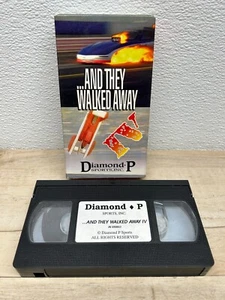 ...AND THEY
WALKED AWAY
IV
Diamond·P
SPORTS, INC.
Diamond ♦ P
SPORTS, INC.
...AND THEY WALKED AWAY IV
© Diamond P Sports
ALL RIGHTS RESERVED